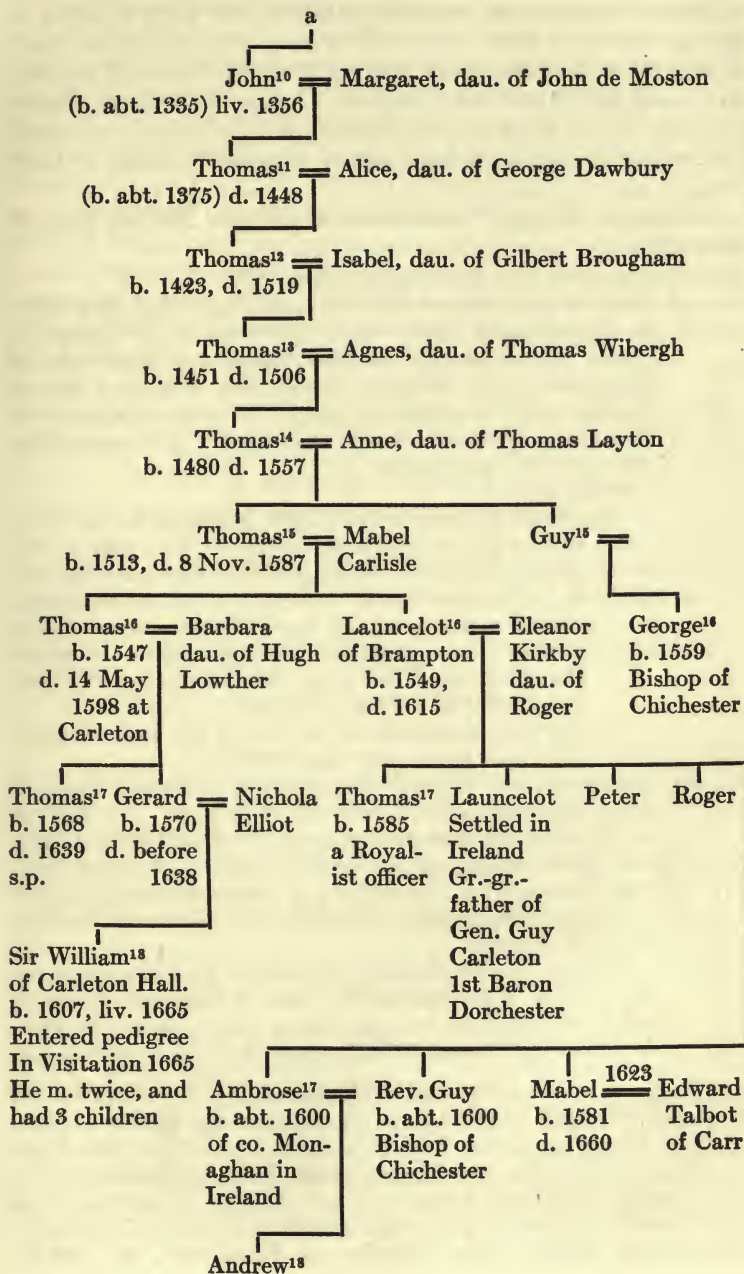 a
John¹⁰ = Margaret, dau. of John de Moston
(b. abt. 1335) liv. 1356
Thomas¹¹ = Alice, dau. of George Dawbury
(b. abt. 1375) d. 1448
Thomas¹² = Isabel, dau. of Gilbert Brougham
b. 1423, d. 1519
Thomas¹³ = Agnes, dau. of Thomas Wibergh
b. 1451 d. 1506
Thomas¹⁴ = Anne, dau. of Thomas Layton
b. 1480 d. 1557
Thomas¹⁵ = Mabel
b. 1513, d. 8 Nov. 1587
Carlisle
Guy¹⁵ =
Thomas¹⁶ =
b. 1547
d. 14 May
1598 at
Carleton
Barbara
dau. of Hugh
Lowther
Launcelot¹⁶ =
of Brampton
b. 1549,
d. 1615
Eleanor
Kirkby
dau. of
Roger
George¹⁶
b. 1559
Bishop of
Chichester
Thomas¹⁷
b. 1568
d. 1639
s.p.
Gerard =
b. 1570
d. before
1638
Nichola
Elliot
Thomas¹⁷
b. 1585
a Royal-
ist officer
Launcelot
Settled in
Ireland
Gr.-gr.-
father of
Gen. Guy
Carleton
1st Baron
Dorchester
Peter
Roger
Sir William¹⁸
of Carleton Hall.
b. 1607, liv. 1665
Entered pedigree
In Visitation 1665
He m. twice, and
had 3 children
Ambrose¹⁷ =
b. abt. 1600
of co. Mon-
aghan in
Ireland
Rev. Guy
b. abt. 1600
Bishop of
Chichester
Mabel =
b. 1581
d. 1660
1623
Edward
Talbot
of Carr
Andrew¹⁸